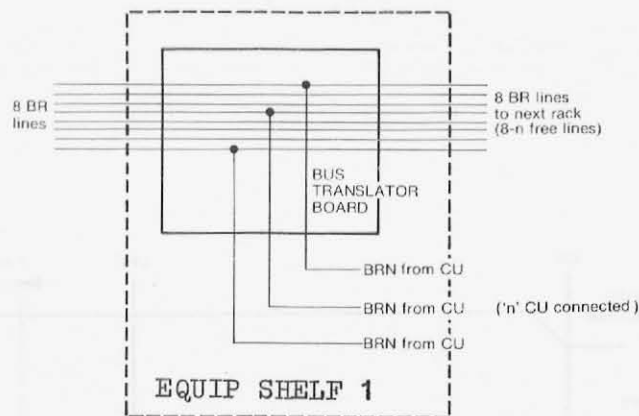 8 BR
lines
8 BR lines
to next rack
(8-n free lines)
BUS
TRANSLATOR
BOARD
BRN from CU
BRN from CU
('n' CU connected)
BRN from CU
EQUIP SHELF 1